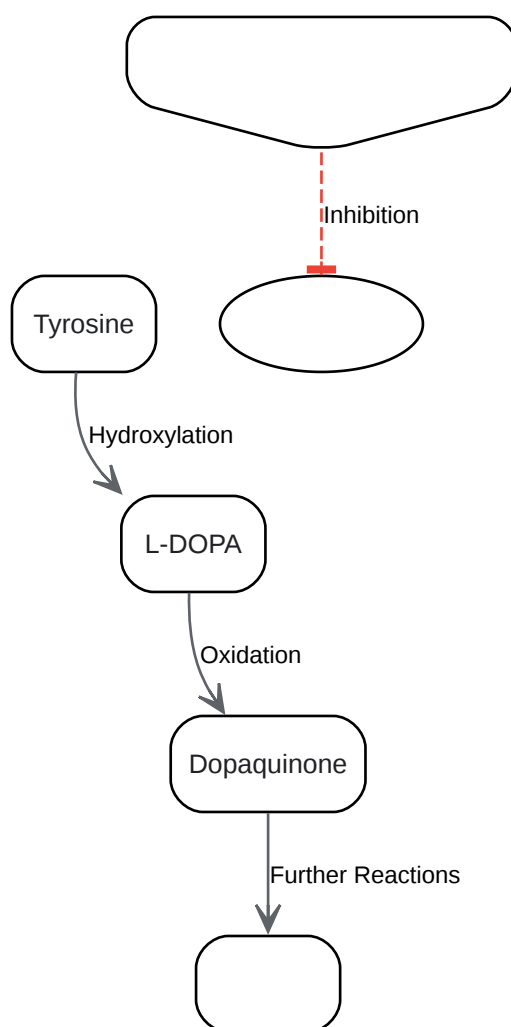 Inhibition
Tyrosine
Hydroxylation
L-DOPA
Oxidation
Dopaquinone
Further Reactions